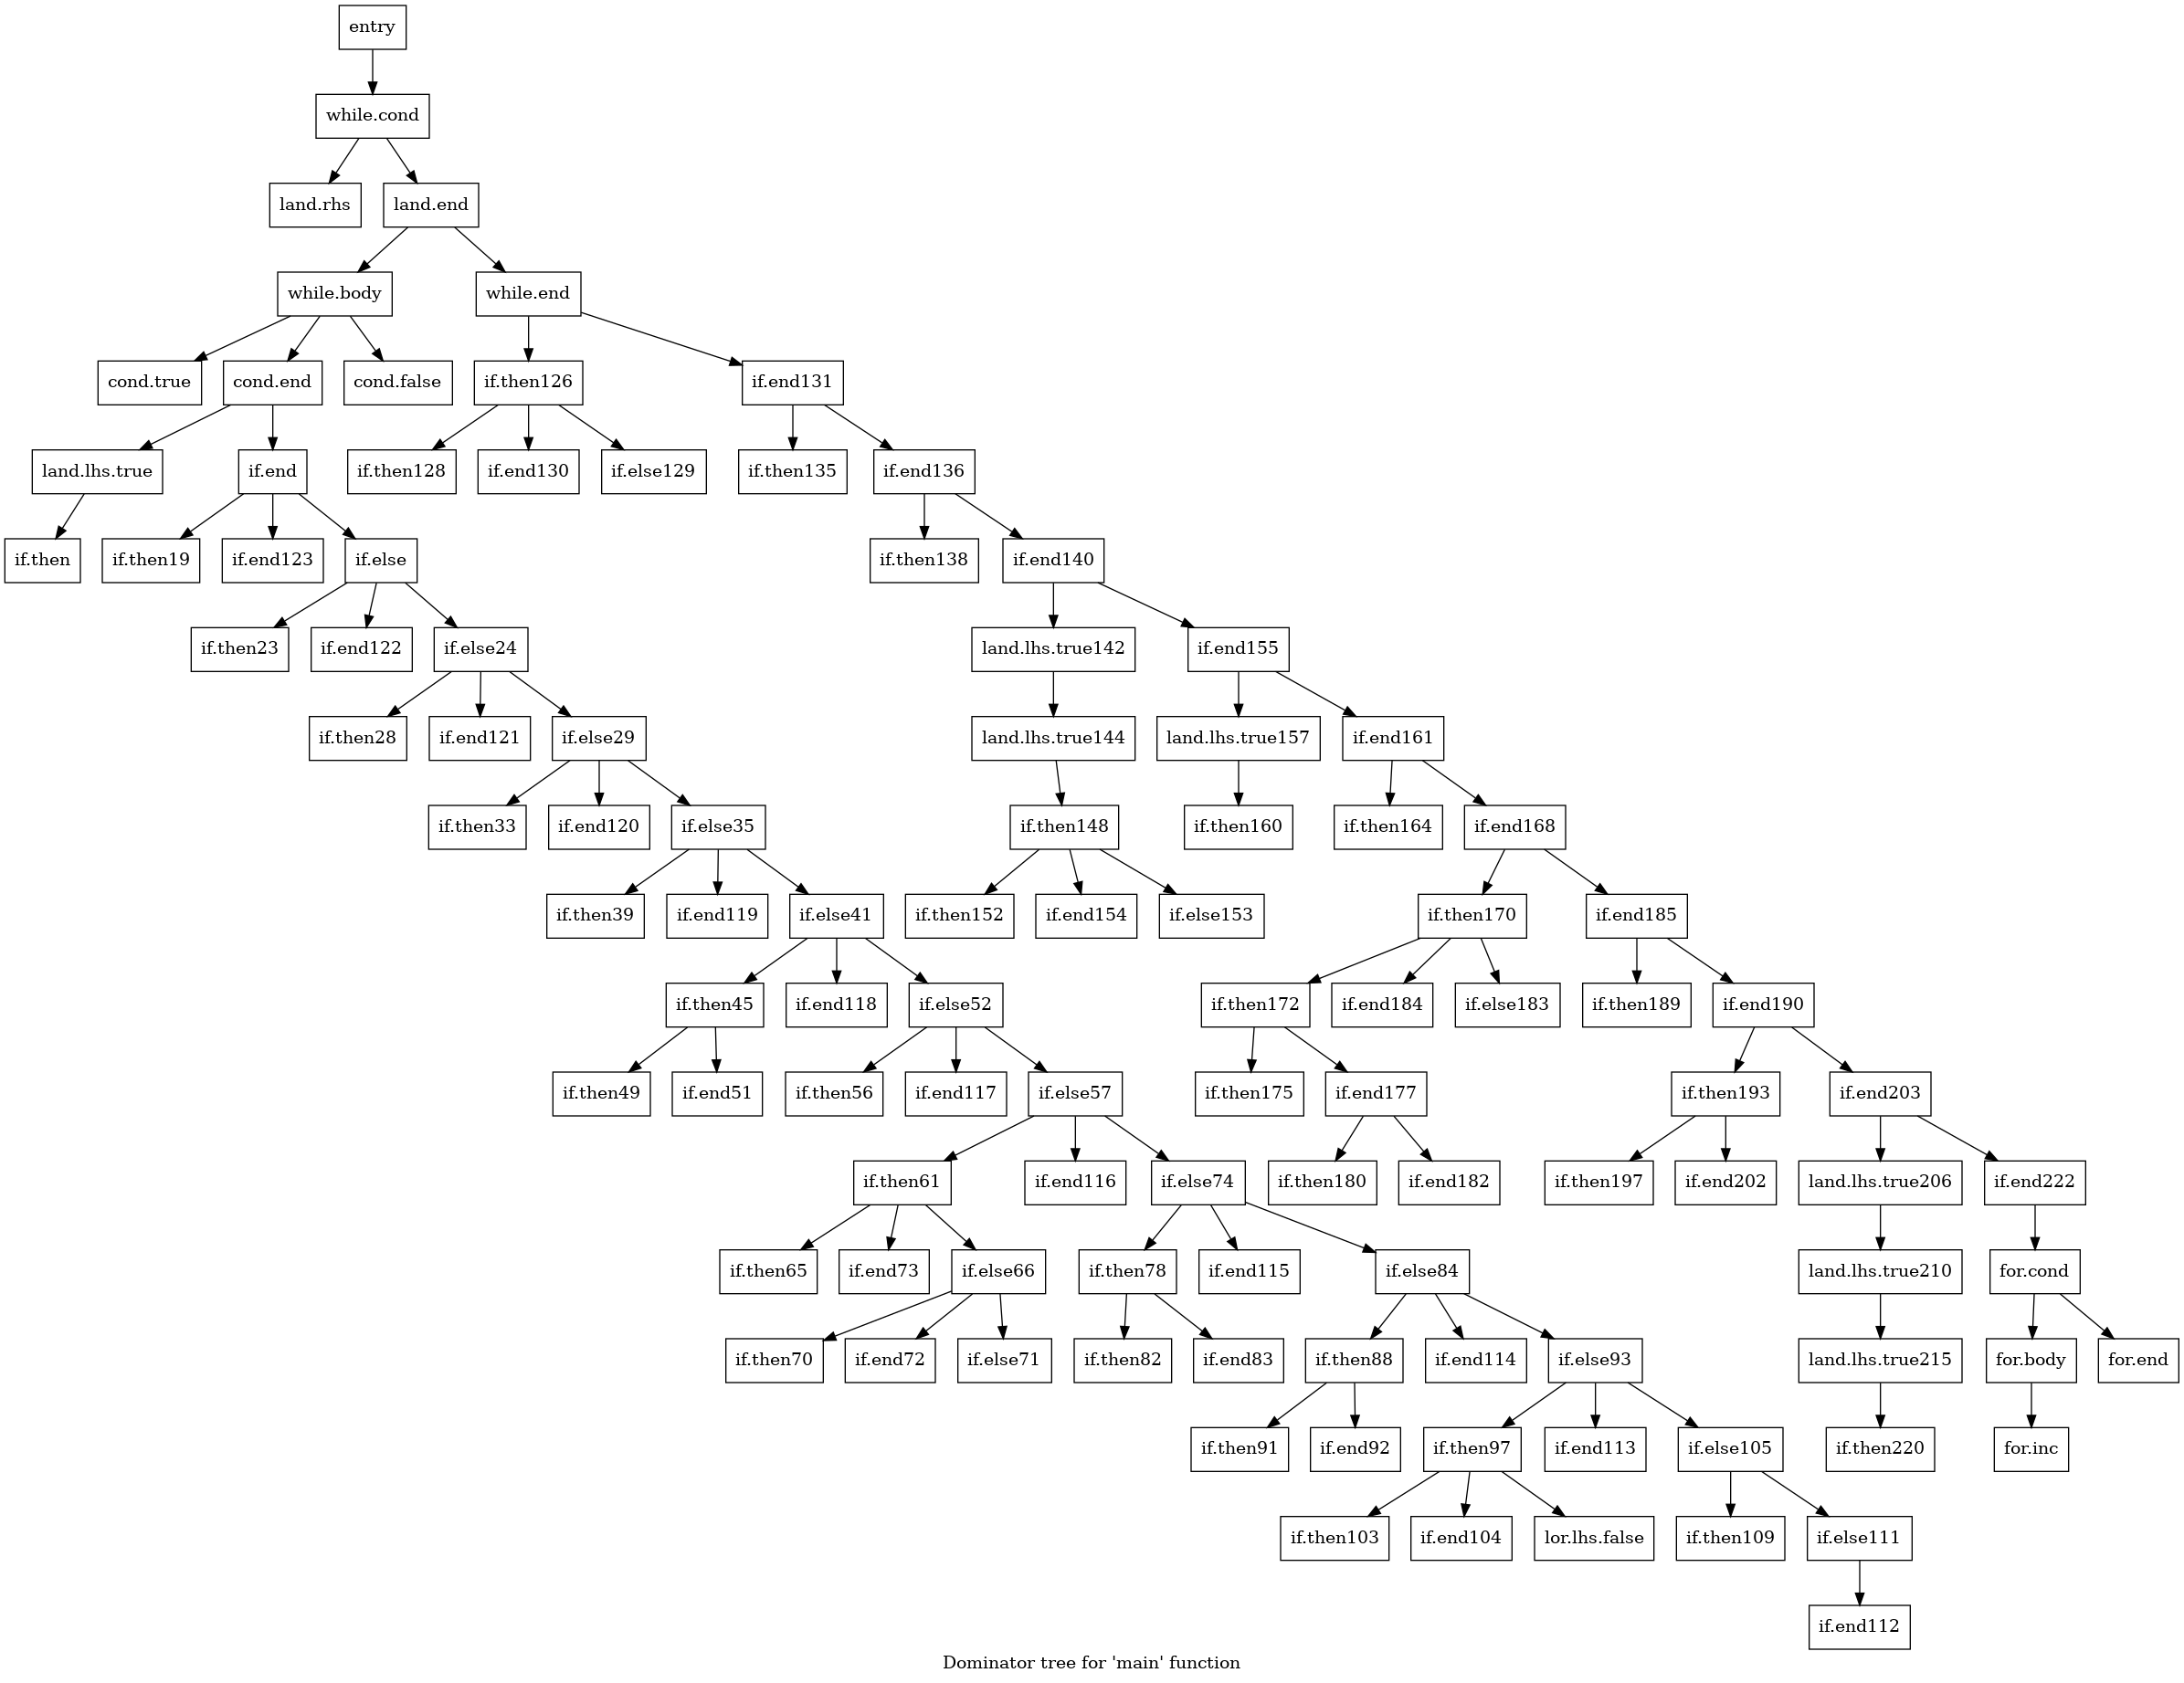 entry
while.cond
land.rhs
land.end
while.body
while.end
cond.true
cond.end
cond.false
if.then126
if.end131
land.lhs.true
if.end
if.then128
if.end130
if.else129
if.then135
if.end136
if.then
if.then19
if.end123
if.else
if.then138
if.end140
if.then23
if.end122
if.else24
land.lhs.true142
if.end155
if.then28
if.end121
if.else29
land.lhs.true144
land.lhs.true157
if.end161
if.then33
if.end120
if.else35
if.then148
if.then160
if.then164
if.end168
if.then39
if.end119
if.else41
if.then152
if.end154
if.else153
if.then170
if.end185
if.then45
if.end118
if.else52
if.then172
if.end184
if.else183
if.then189
if.end190
if.then49
if.end51
if.then56
if.end117
if.else57
if.then175
if.end177
if.then193
if.end203
if.then61
if.end116
if.else74
if.then180
if.end182
if.then197
if.end202
land.lhs.true206
if.end222
if.then65
if.end73
if.else66
if.then78
if.end115
if.else84
land.lhs.true210
for.cond
if.then70
if.end72
if.else71
if.then82
if.end83
if.then88
if.end114
if.else93
land.lhs.true215
for.body
for.end
if.then91
if.end92
if.then97
if.end113
if.else105
if.then220
for.inc
if.then103
if.end104
lor.lhs.false
if.then109
if.else111
if.end112
Dominator tree for 'main' function